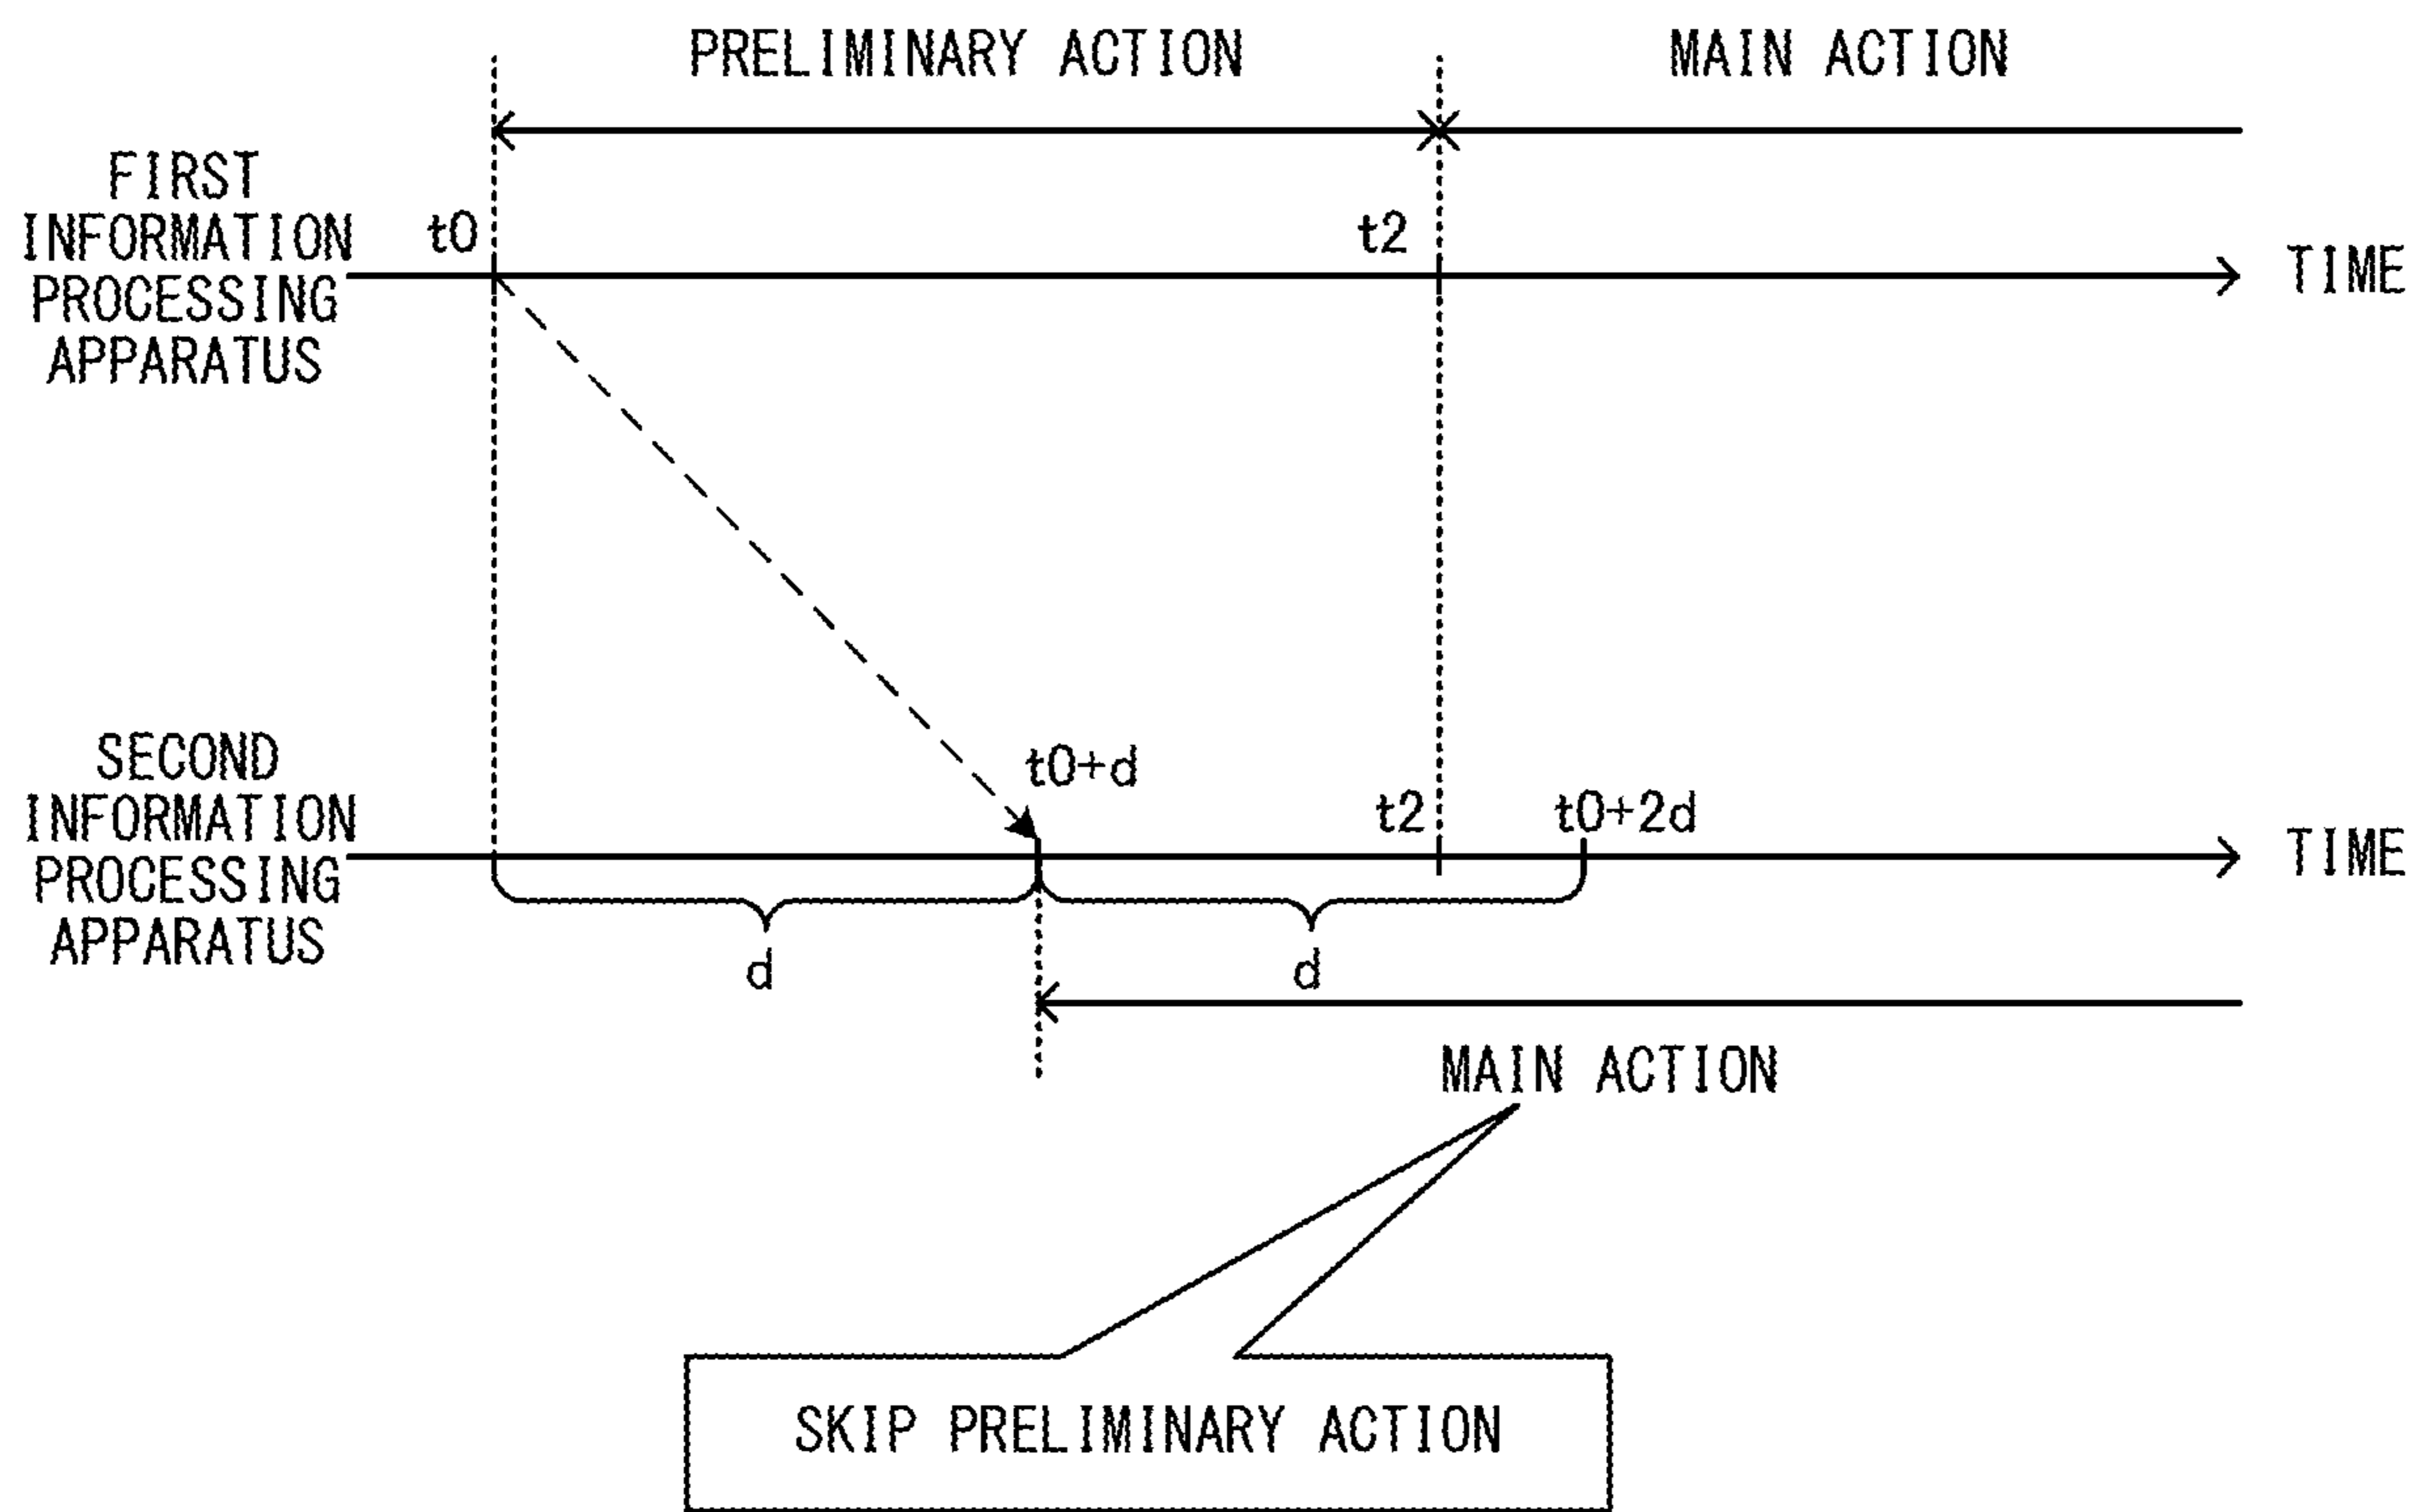 PRELIMINARY ACTION
MAIN ACTION
FIRST
INFORMATION
PROCESSING
APPARATUS
t0
t2
TIME
SECOND
INFORMATION
PROCESSING
APPARATUS
t0+d
t2
t0+2d
TIME
d
d
MAIN ACTION
SKIP PRELIMINARY ACTION